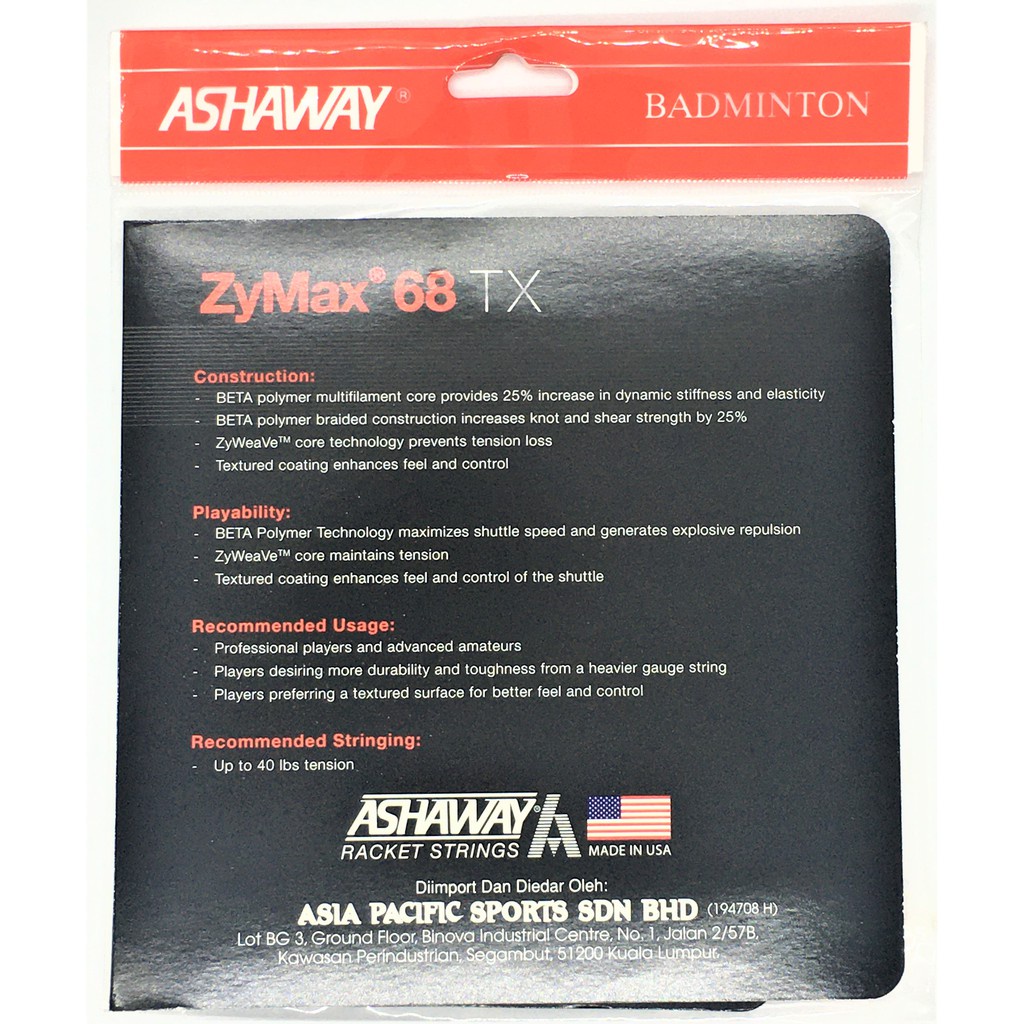 ASHAWAY®
BADMINTON
ZyMax® 68 TX
Construction:
- BETA polymer multifilament core provides 25% increase in dynamic stiffness and elasticity
- BETA polymer braided construction increases knot and shear strength by 25%
- ZyWeaVe™ core technology prevents tension loss
- Textured coating enhances feel and control
Playability:
- BETA Polymer Technology maximizes shuttle speed and generates explosive repulsion
- ZyWeaVe™ core maintains tension
- Textured coating enhances feel and control of the shuttle
Recommended Usage:
- Professional players and advanced amateurs
- Players desiring more durability and toughness from a heavier gauge string
- Players preferring a textured surface for better feel and control
Recommended Stringing:
- Up to 40 lbs tension
ASHAWAY®
RACKET STRINGS
MADE IN USA
Diimport Dan Diedar Oleh:
ASIA PACIFIC SPORTS SDN BHD (194708 H)
Lot BG 3, Ground Floor, Binova Industrial Centre, No. 1, Jalan 2/57B,
Kawasan Perindustrian, Segambut, 51200 Kuala Lumpur.